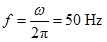 f = ω/2π = 50 Hz